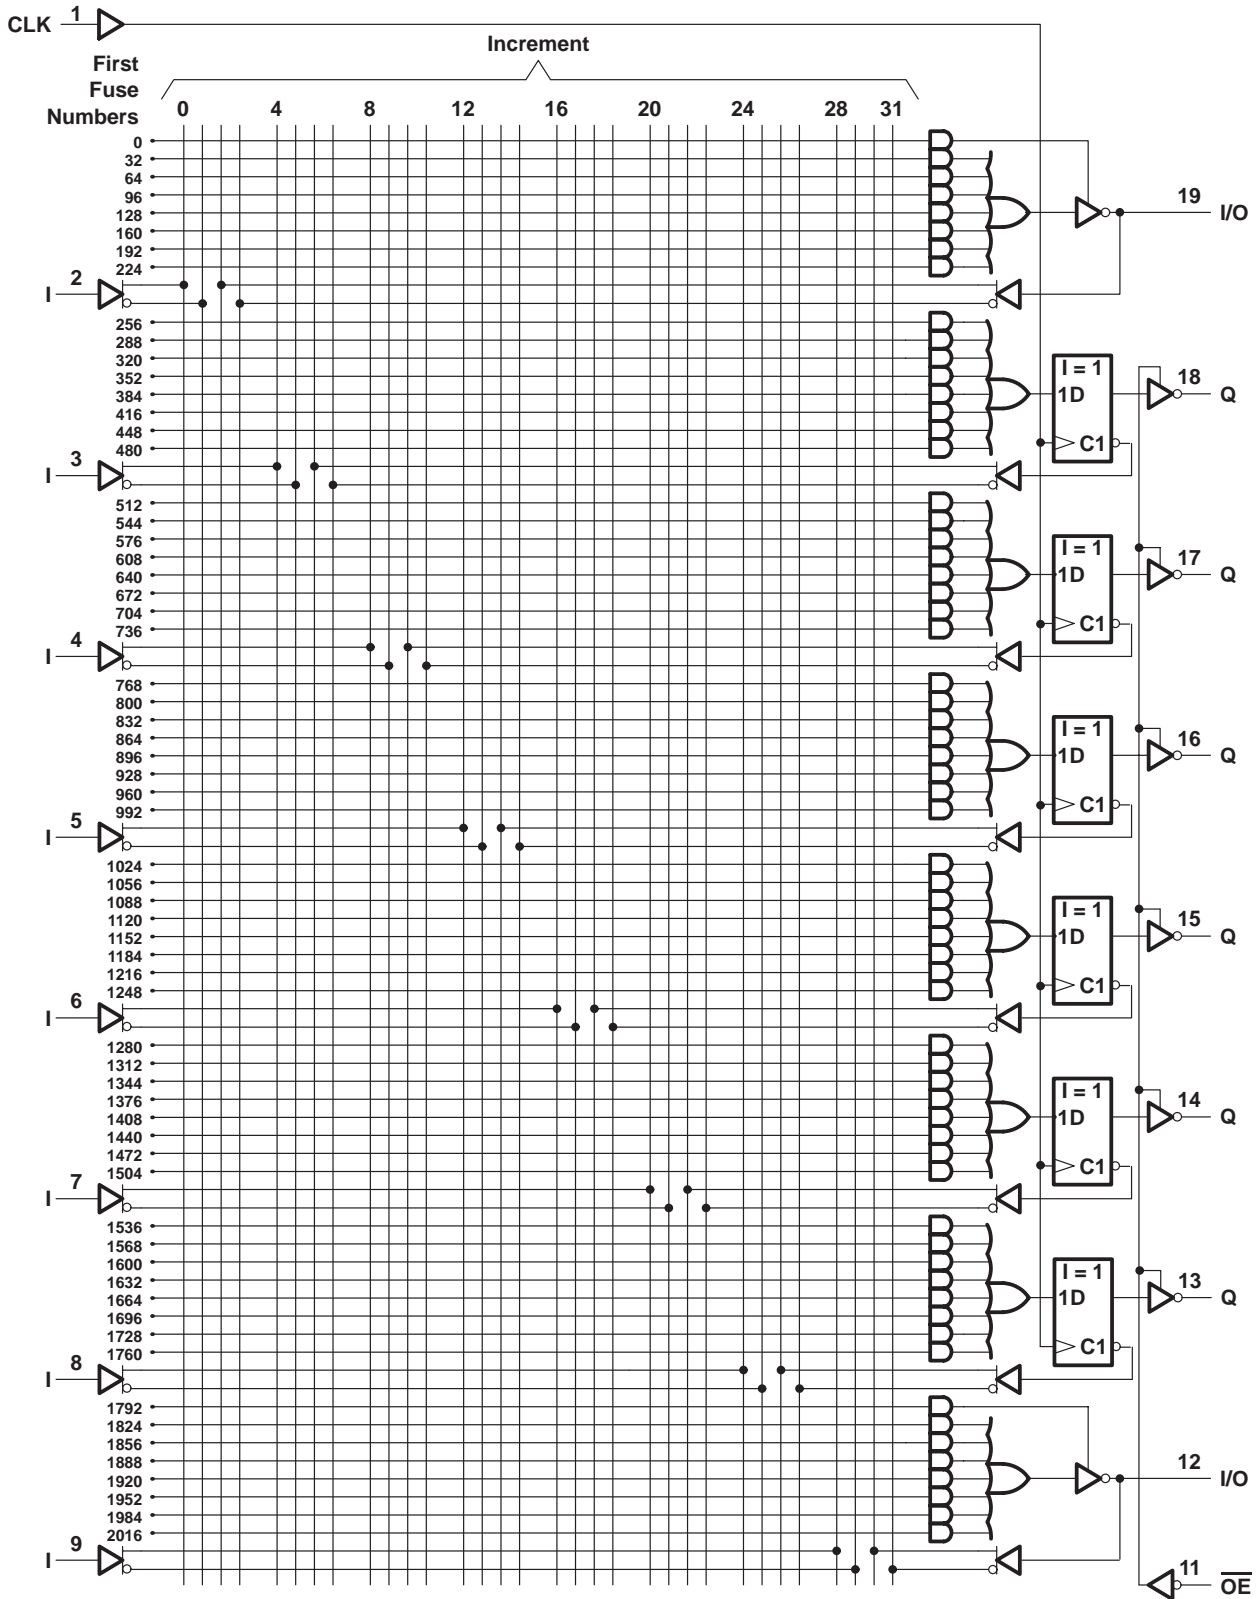 CLK 1
Increment
First
Fuse
Numbers
0 4 8 12 16 20 24 28 31
0
32
64
96
128
160
192
224
19 I/O
I 2
256
288
320
352
384
416
448
480
I = 1
1D
C1
18 Q
I 3
512
544
576
608
640
672
704
736
I = 1
1D
C1
17 Q
I 4
768
800
832
864
896
928
960
992
I = 1
1D
C1
16 Q
I 5
1024
1056
1088
1120
1152
1184
1216
1248
I = 1
1D
C1
15 Q
I 6
1280
1312
1344
1376
1408
1440
1472
1504
I = 1
1D
C1
14 Q
I 7
1536
1568
1600
1632
1664
1696
1728
1760
I = 1
1D
C1
13 Q
I 8
1792
1824
1856
1888
1920
1952
1984
2016
12 I/O
I 9
11 OE